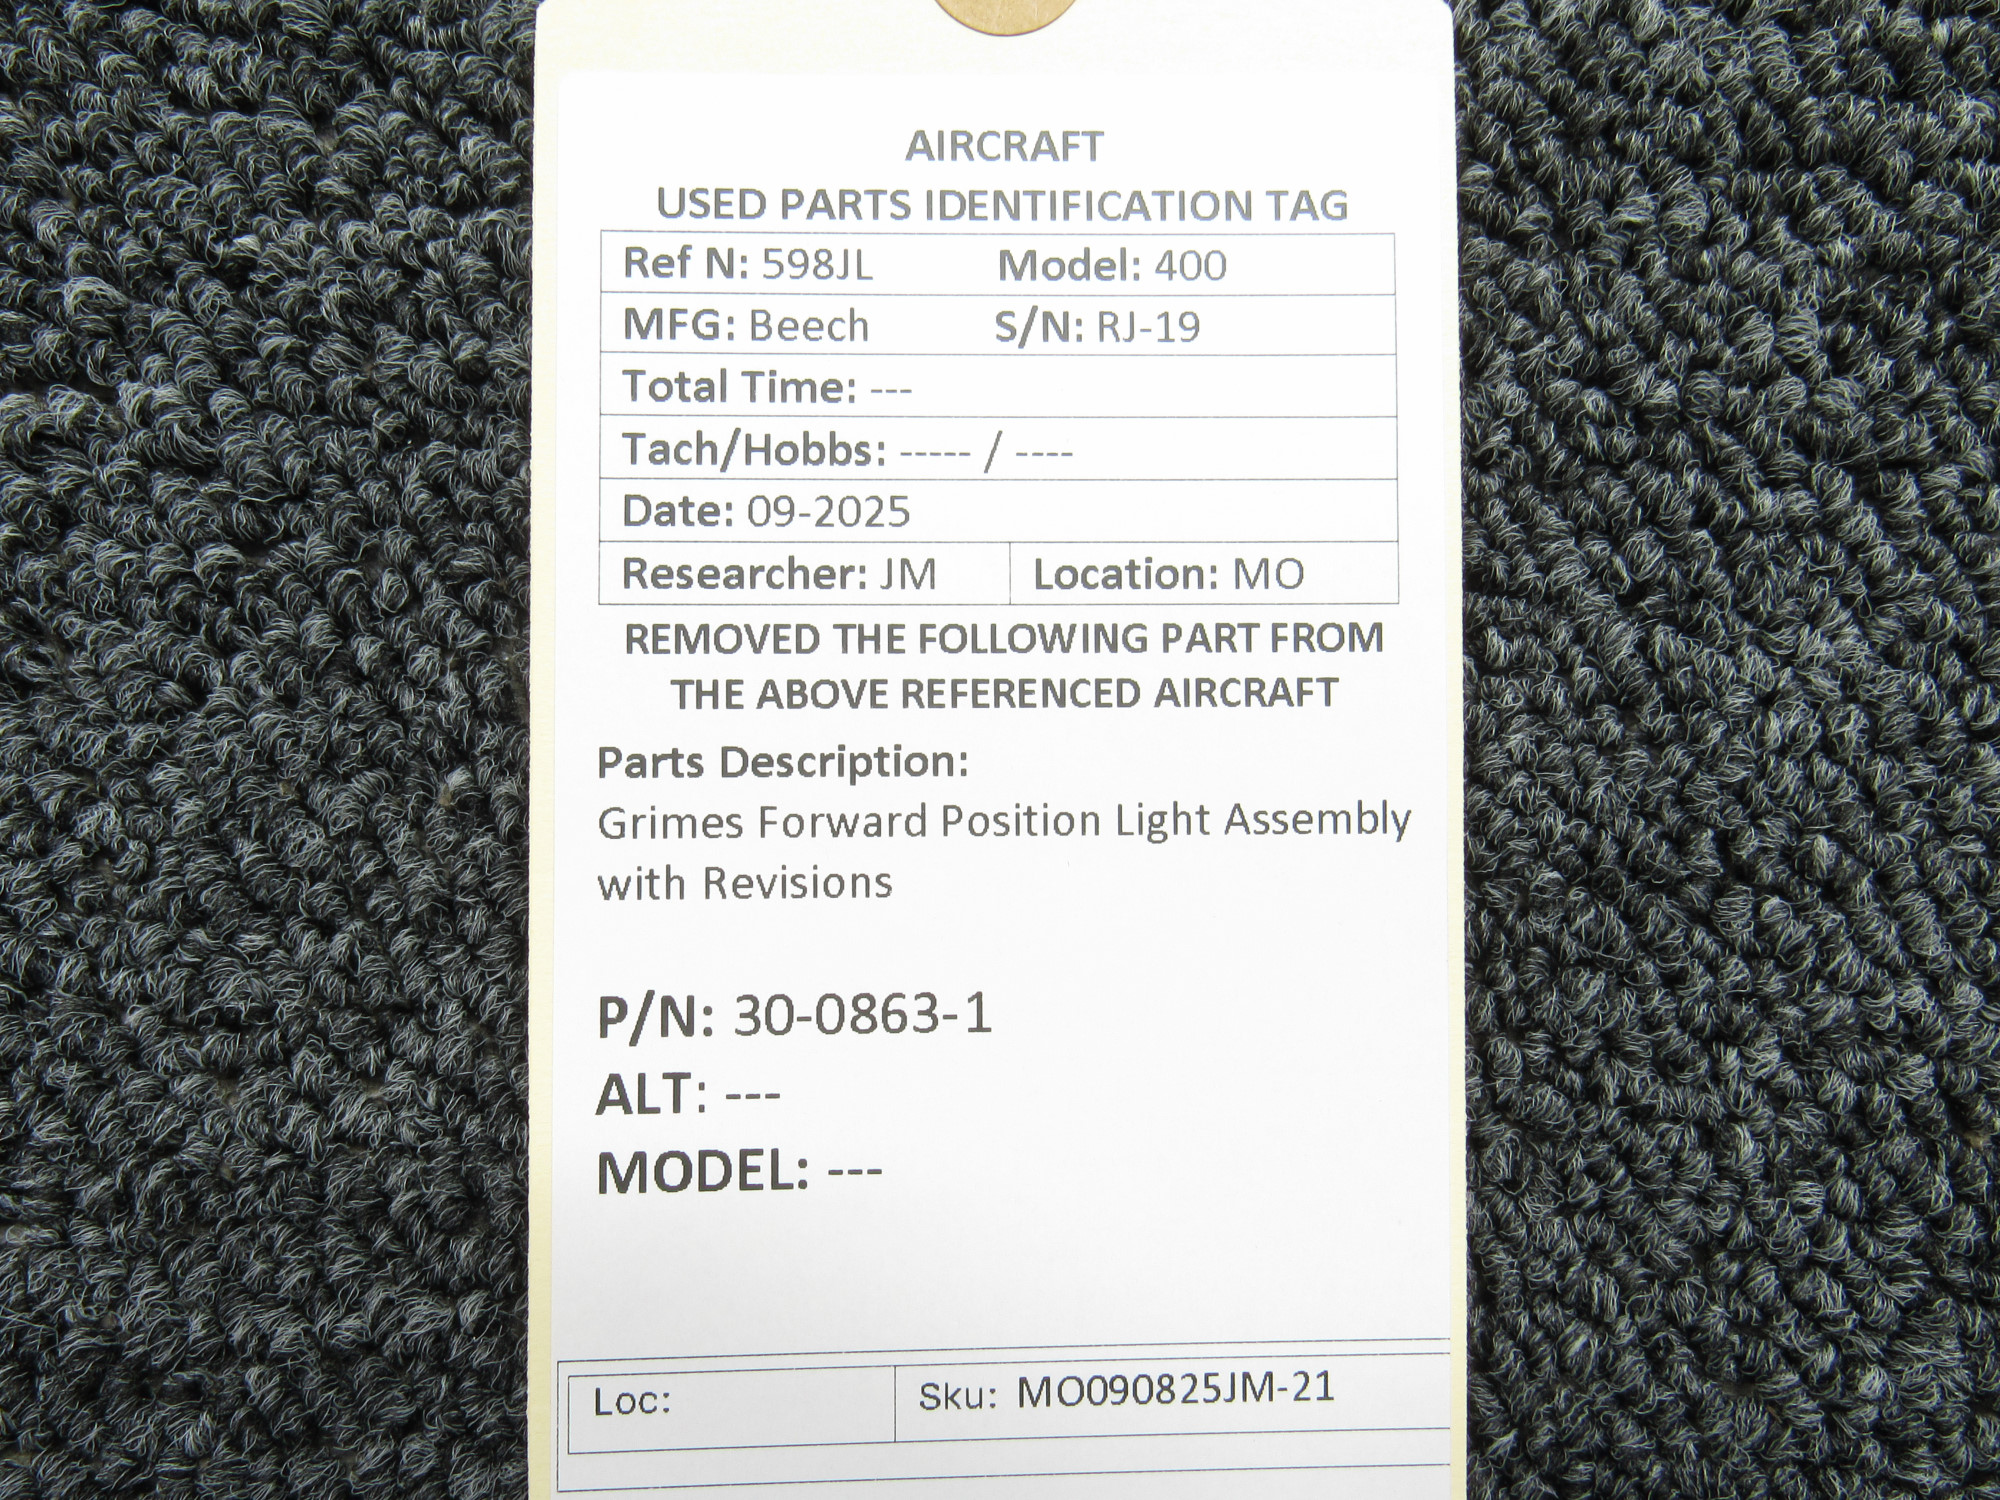 AIRCRAFT
USED PARTS IDENTIFICATION TAG
Ref N: 598JL Model: 400
MFG: Beech S/N: RJ-19
Total Time: ---
Tach/Hobbs: ----- / ----
Date: 09-2025
Researcher: JM Location: MO
REMOVED THE FOLLOWING PART FROM
THE ABOVE REFERENCED AIRCRAFT
Parts Description:
Grimes Forward Position Light Assembly
with Revisions
P/N: 30-0863-1
ALT: ---
MODEL: ---
Loc: Sku: MO090825JM-21